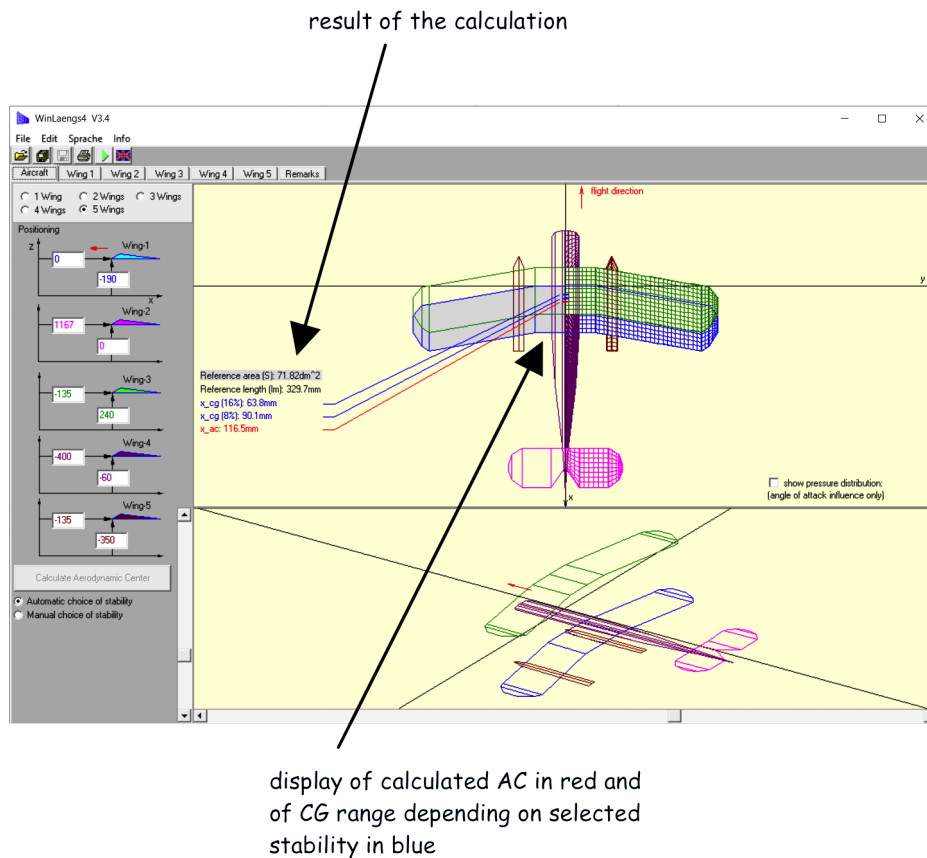 result of the calculation
WinLaengs4 V3.4
File Edit Sprache Info
Aircraft Wing 1 Wing 2 Wing 3 Wing 4 Wing 5 Remarks
1 Wing 2 Wings 3 Wings
4 Wings 5 Wings
Positioning
z
Wing-1
0
-190
x
Wing-2
1167
0
Wing-3
-135
240
Wing-4
-400
-60
Wing-5
-135
-350
Calculate Aerodynamic Center
Automatic choice of stability
Manual choice of stability
flight direction
y
Reference area (S): 71.82dm^2
Reference length (lm): 329.7mm
x_cg (16%): 63.8mm
x_cg (8%): 90.1mm
x_ac: 116.5mm
x
show pressure distribution:
(angle of attack influence only)
display of calculated AC in red and
of CG range depending on selected
stability in blue